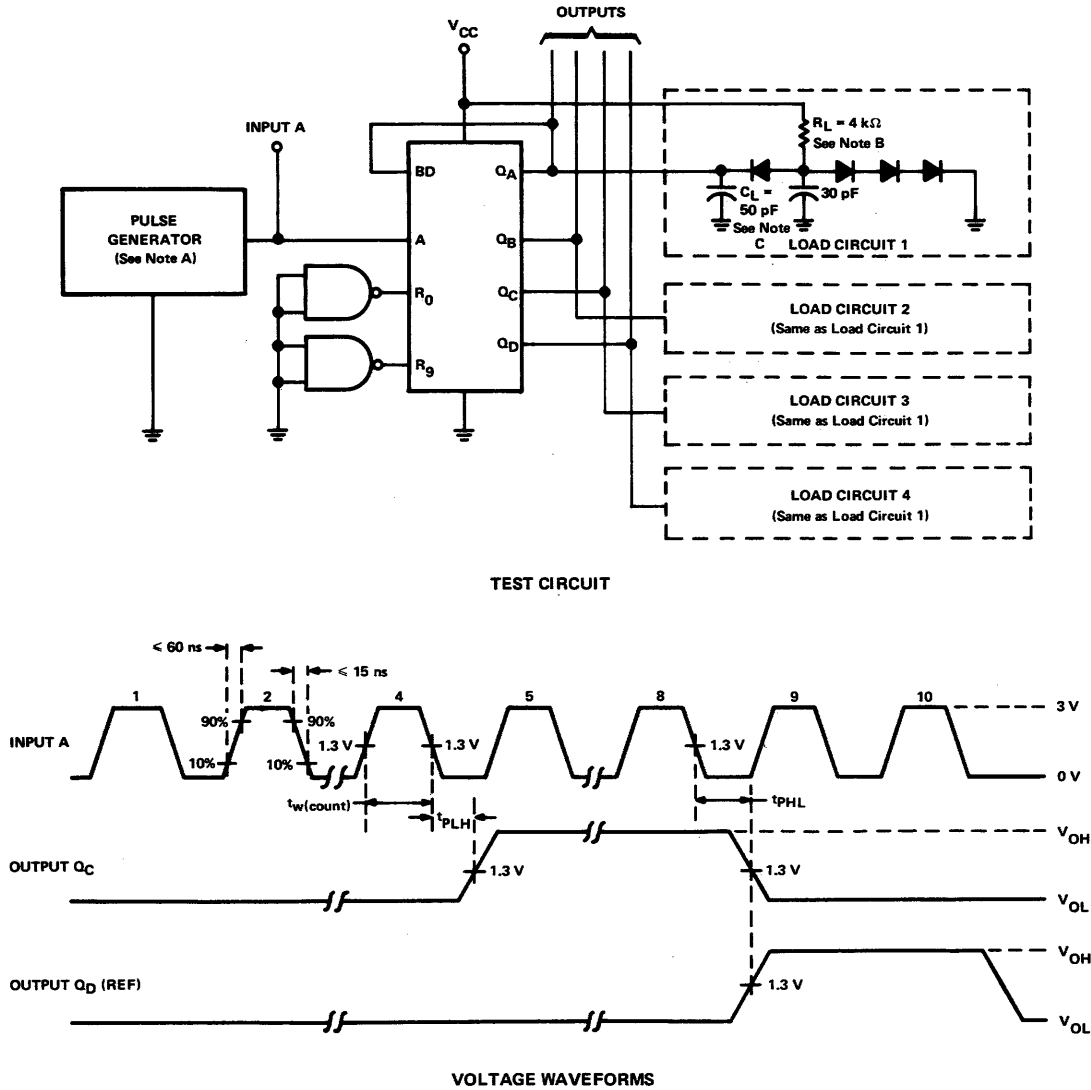 OUTPUTS
VCC
INPUT A
RL = 4 kΩ
See Note B
BD
QA
CL =
50 pF
See Note
C
30 pF
LOAD CIRCUIT 1
PULSE
GENERATOR
(See Note A)
A
QB
R0
QC
LOAD CIRCUIT 2
(Same as Load Circuit 1)
QD
R9
LOAD CIRCUIT 3
(Same as Load Circuit 1)
LOAD CIRCUIT 4
(Same as Load Circuit 1)
TEST CIRCUIT
≤ 60 ns
≤ 15 ns
1
2
4
5
8
9
10
3 V
INPUT A
90%
90%
10%
10%
1.3 V
1.3 V
1.3 V
0 V
tw(count)
tPLH
tPHL
VOH
OUTPUT QC
1.3 V
1.3 V
VOL
VOH
OUTPUT QD (REF)
1.3 V
VOL
VOLTAGE WAVEFORMS